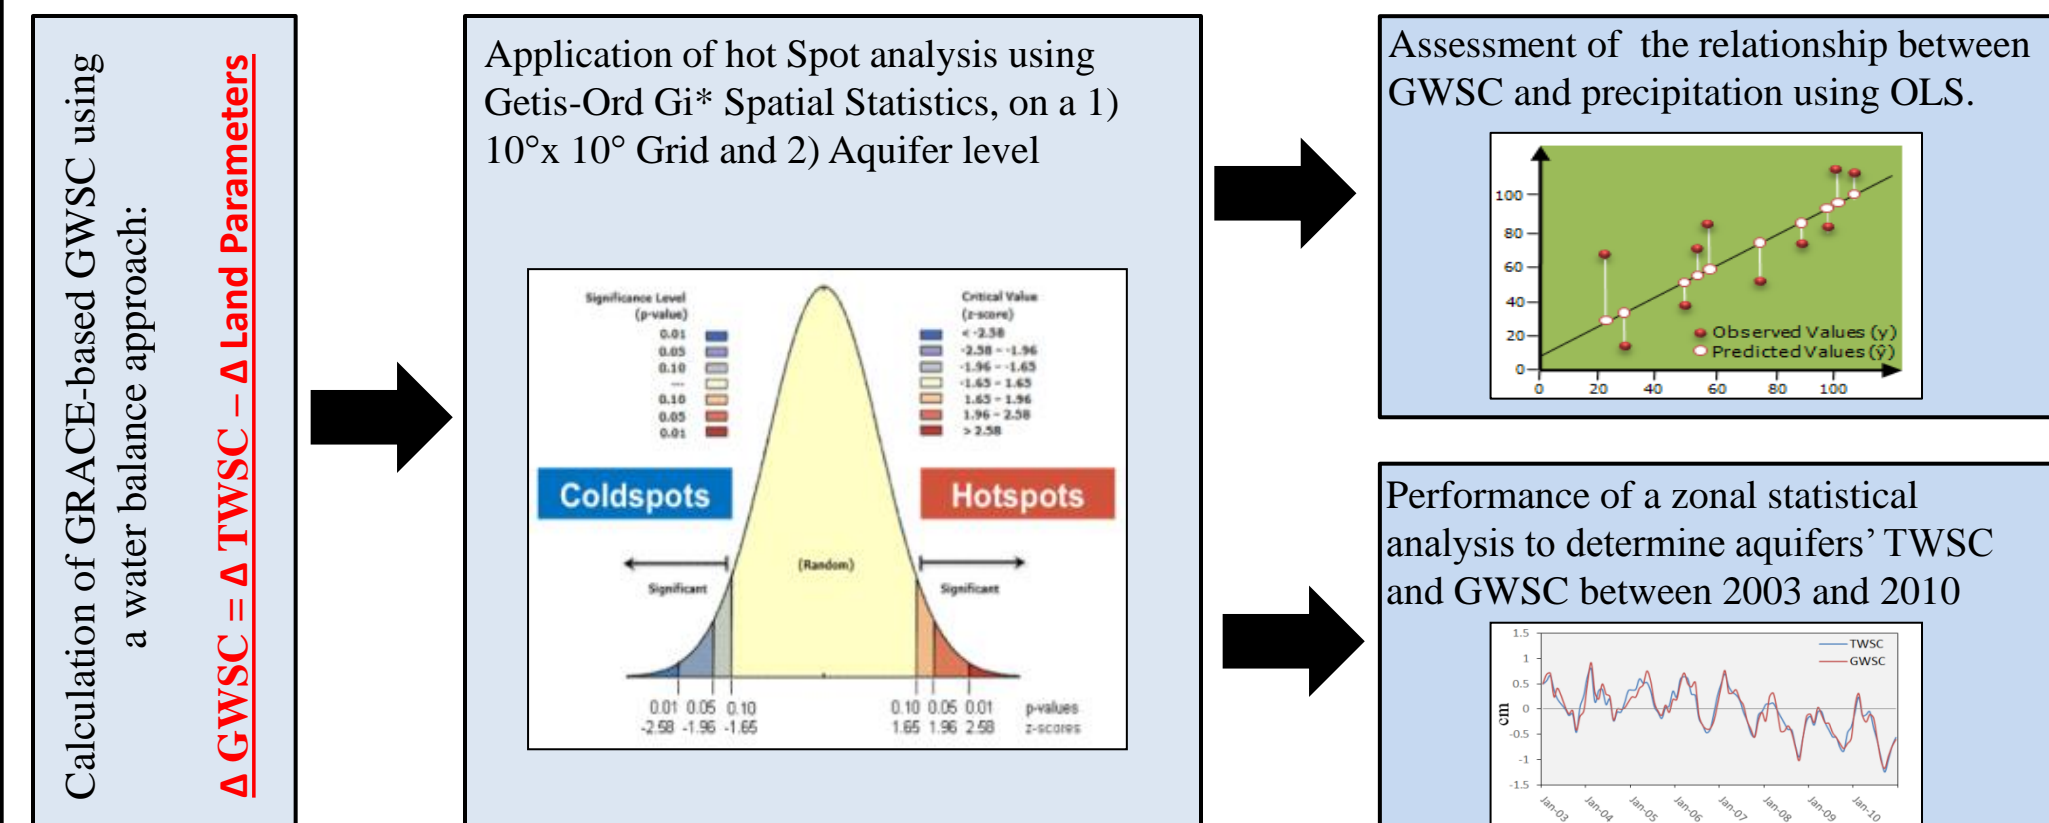 Calculation of GRACE-based GWSC using
a water balance approach:
Δ GWSC = Δ TWSC – Δ Land Parameters
Application of hot Spot analysis using
Getis-Ord Gi* Spatial Statistics, on a 1)
10°x 10° Grid and 2) Aquifer level
Significance Level
(p-value)
0.01
0.05
0.10
---
0.10
0.05
0.01
Critical Value
(z-score)
< -2.58
-2.58 – -1.96
-1.96 – -1.65
-1.65 – 1.65
1.65 – 1.96
1.96 – 2.58
> 2.58
Coldspots
Hotspots
(Random)
Significant
Significant
0.01 0.05 0.10
0.10 0.05 0.01 p-values
-2.58 -1.96 -1.65
1.65 1.96 2.58 z-scores
Assessment of the relationship between
GWSC and precipitation using OLS.
100
80
60
40
20
0
0 20 40 60 80 100
Observed Values (y)
Predicted Values (ŷ)
Performance of a zonal statistical
analysis to determine aquifers’ TWSC
and GWSC between 2003 and 2010
TWSC
GWSC
cm
1.5
1
0.5
0
-0.5
-1
-1.5
Jan-03 Jan-04 Jan-05 Jan-06 Jan-07 Jan-08 Jan-09 Jan-10